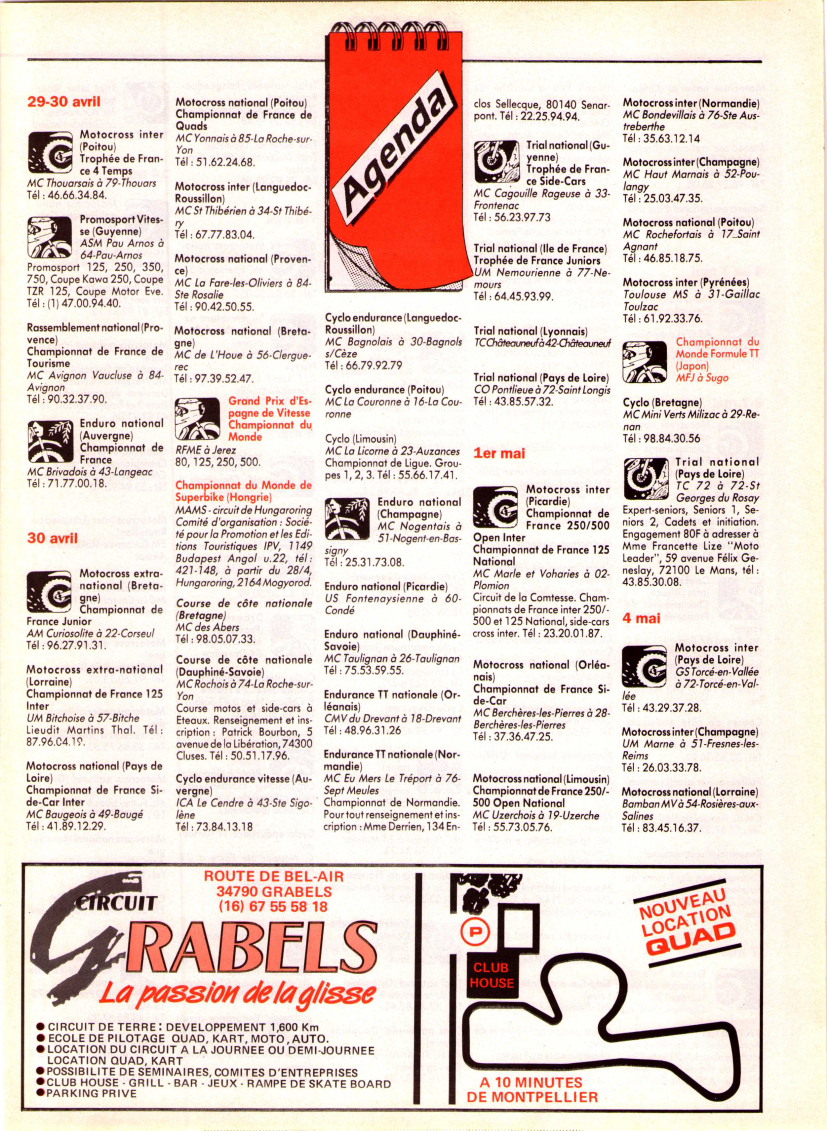 Agenda
29-30 avril
Motocross inter
(Poitou)
Trophée de Fran-
ce 4 Temps
MC Thouarsais à 79-Thouars
Tél : 46.66.34.84.
Promosport Vites-
se (Guyenne)
ASM Pau Arnos à
64-Pau-Arnos
Promosport 125, 250, 350,
750, Coupe Kawa 250, Coupe
TZR 125, Coupe Motor Eve.
Tél : (1) 47.00.94.40.
Rassemblement national (Pro-
vence)
Championnat de France de
Tourisme
MC Avignon Vaucluse à 84-
Avignon
Tél : 90.32.37.90.
Enduro national
(Auvergne)
Championnat de
France
MC Brivadois à 43-Langeac
Tél : 71.77.00.18.
30 avril
Motocross extra-
national (Breta-
gne)
Championnat de
France Junior
AM Curiosolite à 22-Corseul
Tél : 96.27.91.31.
Motocross extra-national
(Lorraine)
Championnat de France 125
Inter
UM Bitchoise à 57-Bitche
Lieudit Martins Thal. Tél :
87.96.04.19.
Motocross national (Pays de
Loire)
Championnat de France Si-
de-Car Inter
MC Baugeois à 49-Baugé
Tél : 41.89.12.29.
Motocross national (Poitou)
Championnat de France de
Quads
MC Yonnais à 85-La Roche-sur-
Yon
Tél : 51.62.24.68.
Motocross inter (Languedoc-
Roussillon)
MC St Thibérien à 34-St Thibé-
ry
Tél : 67.77.83.04.
Motocross national (Proven-
ce)
MC La Fare-les-Oliviers à 84-
Ste Rosalie
Tél : 90.42.50.55.
Motocross national (Breta-
gne)
MC de L'Houe à 56-Clergue-
rec
Tél : 97.39.52.47.
Grand Prix d'Es-
pagne de Vitesse
Championnat du
Monde
RFME à Jerez
80, 125, 250, 500.
Championnat du Monde de
Superbike (Hongrie)
MAMS - circuit de Hungaroring
Comité d'organisation : Socié-
té pour la Promotion et les Edi-
tions Touristiques IPV, 1149
Budapest Angol u.22, tél :
421-148, à partir du 28/4,
Hungaroring, 2164 Mogyorod.
Course de côte nationale
(Bretagne)
MC des Abers
Tél : 98.05.07.33.
Course de côte nationale
(Dauphiné-Savoie)
MC Rochois à 74-La Roche-sur-
Yon
Course motos et side-cars à
Eteaux. Renseignement et ins-
cription : Patrick Bourbon, 5
avenue de la Libération, 74300
Cluses. Tél : 50.51.17.96.
Cyclo endurance vitesse (Au-
vergne)
ICA Le Cendre à 43-Ste Sigo-
lène
Tél : 73.84.13.18
Cyclo endurance (Languedoc-
Roussillon)
MC Bagnolais à 30-Bagnols
s/Cèze
Tél : 66.79.92.79
Cyclo endurance (Poitou)
MC La Couronne à 16-La Cou-
ronne
Cyclo (Limousin)
MC La Licorne à 23-Auzances
Championnat de Ligue. Grou-
pes 1, 2, 3. Tél : 55.66.17.41.
Enduro national
(Champagne)
MC Nogentais à
51-Nogent-en-Bas-
signy
Tél : 25.31.73.08.
Enduro national (Picardie)
US Fontenaysienne à 60-
Condé
Enduro national (Dauphiné-
Savoie)
MC Taulignan à 26-Taulignan
Tél : 75.53.59.55.
Endurance TT nationale (Or-
léanais)
CMV du Drevant à 18-Drevant
Tél : 48.96.31.26
Endurance TT nationale (Nor-
mandie)
MC Eu Mers Le Tréport à 76-
Sept Meules
Championnat de Normandie.
Pour tout renseignement et ins-
cription : Mme Derrien, 134 En-
clos Sellecque, 80140 Senar-
pont. Tél : 22.25.94.94.
Trial national (Gu-
yenne)
Trophée de Fran-
ce Side-Cars
MC Cagouille Rageuse à 33-
Frontenac
Tél : 56.23.97.73
Trial national (Ile de France)
Trophée de France Juniors
UM Nemourienne à 77-Ne-
mours
Tél : 64.45.93.99.
Trial national (Lyonnais)
TC Châteauneuf à 42-Châteauneuf
Trial national (Pays de Loire)
CO Pontlieue à 72-Saint Longis
Tél : 43.85.57.32.
1er mai
Motocross inter
(Picardie)
Championnat de
France 250/500
Open Inter
Championnat de France 125
National
MC Marle et Voharies à 02-
Plomion
Circuit de la Comtesse. Cham-
pionnats de France inter 250/-
500 et 125 National, side-cars
cross inter. Tél : 23.20.01.87.
Motocross national (Orléa-
nais)
Championnat de France Si-
de-Car
MC Berchères-les-Pierres à 28-
Berchères-les-Pierres
Tél : 37.36.47.25.
Motocross national (Limousin)
Championnat de France 250/-
500 Open National
MC Uzerchois à 19-Uzerche
Tél : 55.73.05.76.
Motocross inter (Normandie)
MC Bondevillais à 76-Ste Aus-
treberthe
Tél : 35.63.12.14
Motocross inter (Champagne)
MC Haut Marnais à 52-Pou-
langy
Tél : 25.03.47.35.
Motocross national (Poitou)
MC Rochefortais à 17_Saint
Agnant
Tél : 46.85.18.75.
Motocross inter (Pyrénées)
Toulouse MS à 31-Gaillac
Toulzac
Tél : 61.92.33.76.
Championnat du
Monde Formule TT
(Japon)
MFJ à Sugo
Cyclo (Bretagne)
MC Mini Verts Milizac à 29-Re-
nan
Tél : 98.84.30.56
Trial national
(Pays de Loire)
TC 72 à 72-St
Georges du Rosay
Expert-seniors, Seniors 1, Se-
niors 2, Cadets et initiation.
Engagement 80F à adresser à
Mme Francette Lize "Moto
Leader", 59 avenue Félix Ge-
neslay, 72100 Le Mans, tél :
43.85.30.08.
4 mai
Motocross inter
(Pays de Loire)
GS Torcé-en-Vallée
à 72-Torcé-en-Val-
lée
Tél : 43.29.37.28.
Motocross inter (Champagne)
UM Marne à 51-Fresnes-les-
Reims
Tél : 26.03.33.78.
Motocross national (Lorraine)
Bamban MV à 54-Rosières-aux-
Salines
Tél : 83.45.16.37.
ROUTE DE BEL-AIR
34790 GRABELS
(16) 67 55 58 18
CIRCUIT
GRABELS
La passion de la glisse
● CIRCUIT DE TERRE : DEVELOPPEMENT 1,600 Km
● ECOLE DE PILOTAGE QUAD, KART, MOTO, AUTO.
● LOCATION DU CIRCUIT A LA JOURNEE OU DEMI-JOURNEE
LOCATION QUAD, KART
● POSSIBILITE DE SEMINAIRES, COMITES D'ENTREPRISES
● CLUB HOUSE - GRILL - BAR - JEUX - RAMPE DE SKATE BOARD
● PARKING PRIVE
P
CLUB
HOUSE
NOUVEAU
LOCATION
QUAD
A 10 MINUTES
DE MONTPELLIER